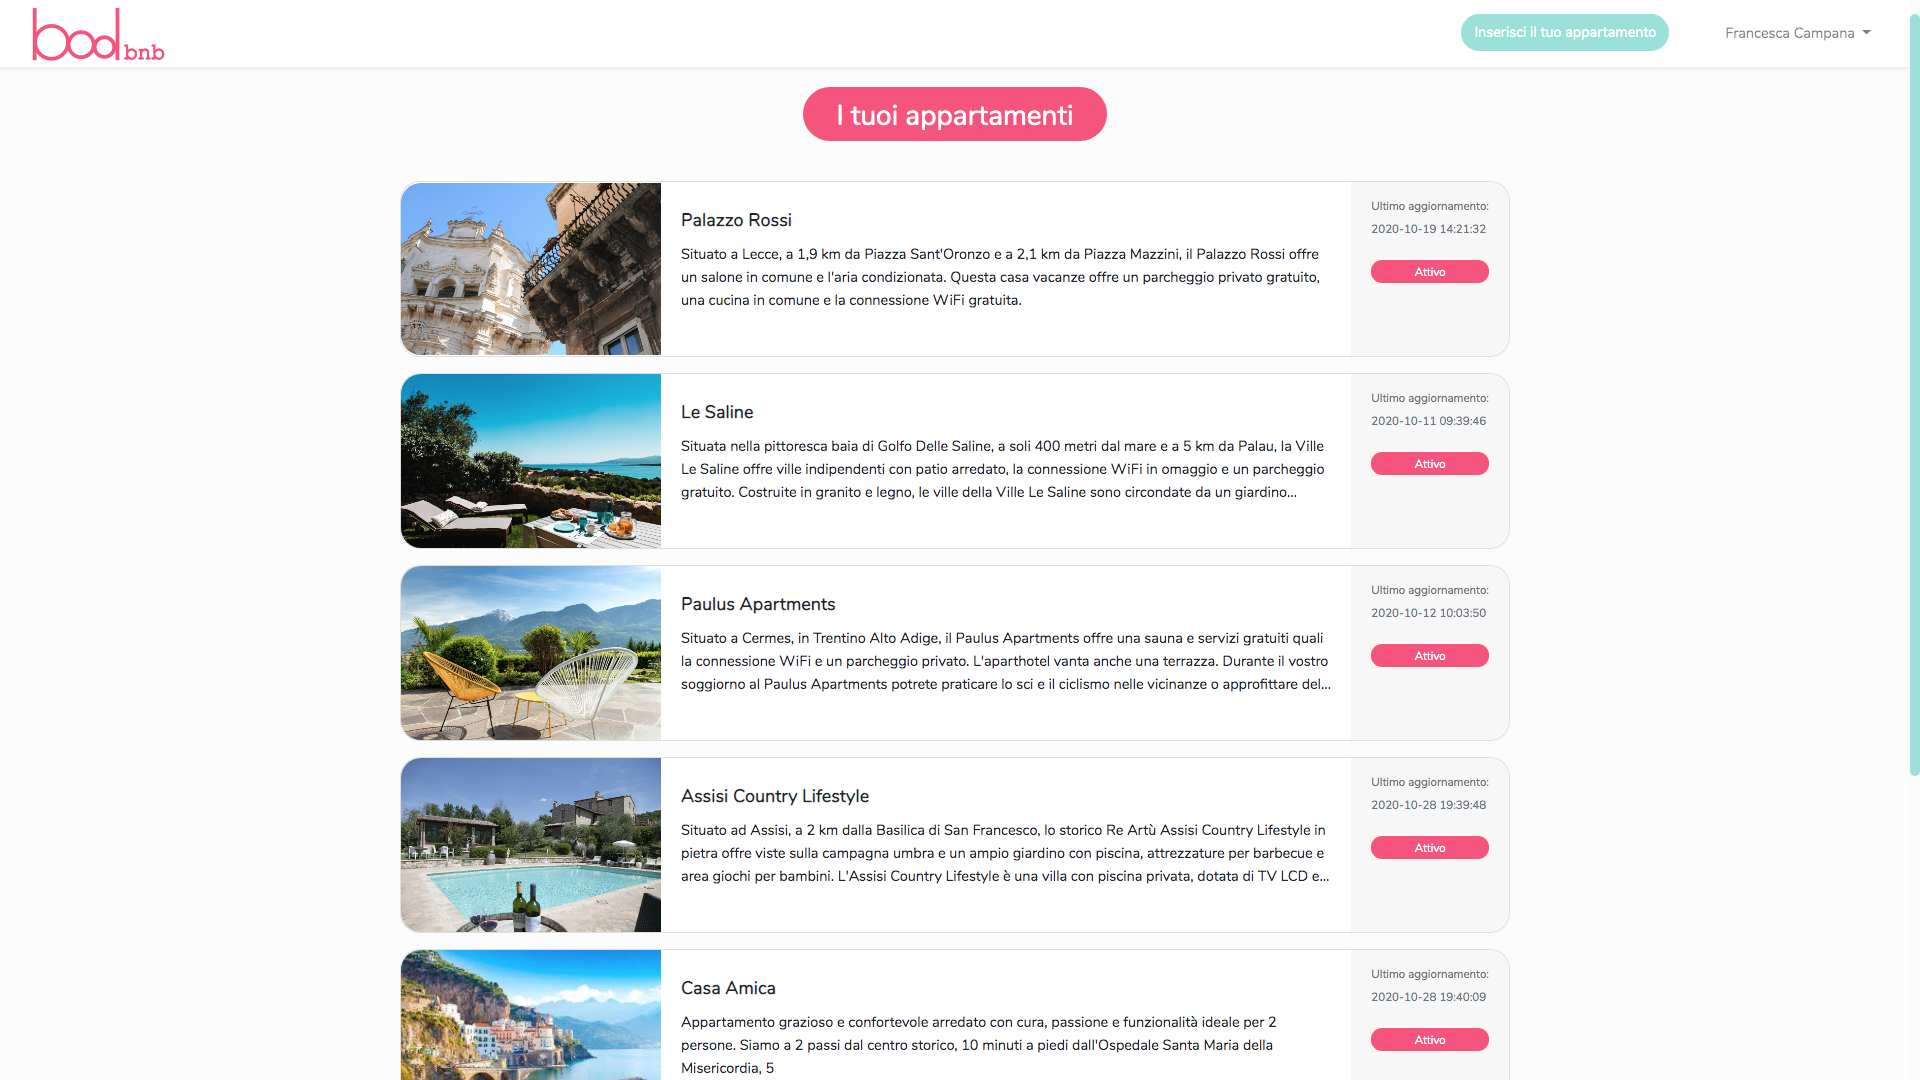 bool bnb
Inserisci il tuo appartamento
Francesca Campana
I tuoi appartamenti
Palazzo Rossi
Situato a Lecce, a 1,9 km da Piazza Sant'Oronzo e a 2,1 km da Piazza Mazzini, il Palazzo Rossi offre
un salone in comune e l'aria condizionata. Questa casa vacanze offre un parcheggio privato gratuito,
una cucina in comune e la connessione WiFi gratuita.
Ultimo aggiornamento:
2020-10-19 14:21:32
Attivo
Le Saline
Situata nella pittoresca baia di Golfo Delle Saline, a soli 400 metri dal mare e a 5 km da Palau, la Ville
Le Saline offre ville indipendenti con patio arredato, la connessione WiFi in omaggio e un parcheggio
gratuito. Costruite in granito e legno, le ville della Ville Le Saline sono circondate da un giardino...
Ultimo aggiornamento:
2020-10-11 09:39:46
Attivo
Paulus Apartments
Situato a Cermes, in Trentino Alto Adige, il Paulus Apartments offre una sauna e servizi gratuiti quali
la connessione WiFi e un parcheggio privato. L'aparthotel vanta anche una terrazza. Durante il vostro
soggiorno al Paulus Apartments potrete praticare lo sci e il ciclismo nelle vicinanze o approfittare del...
Ultimo aggiornamento:
2020-10-12 10:03:50
Attivo
Assisi Country Lifestyle
Situato ad Assisi, a 2 km dalla Basilica di San Francesco, lo storico Re Artù Assisi Country Lifestyle in
pietra offre viste sulla campagna umbra e un ampio giardino con piscina, attrezzature per barbecue e
area giochi per bambini. L'Assisi Country Lifestyle è una villa con piscina privata, dotata di TV LCD e...
Ultimo aggiornamento:
2020-10-28 19:39:48
Attivo
Casa Amica
Appartamento grazioso e confortevole arredato con cura, passione e funzionalità ideale per 2
persone. Siamo a 2 passi dal centro storico, 10 minuti a piedi dall'Ospedale Santa Maria della
Misericordia, 5
Ultimo aggiornamento:
2020-10-28 19:40:09
Attivo